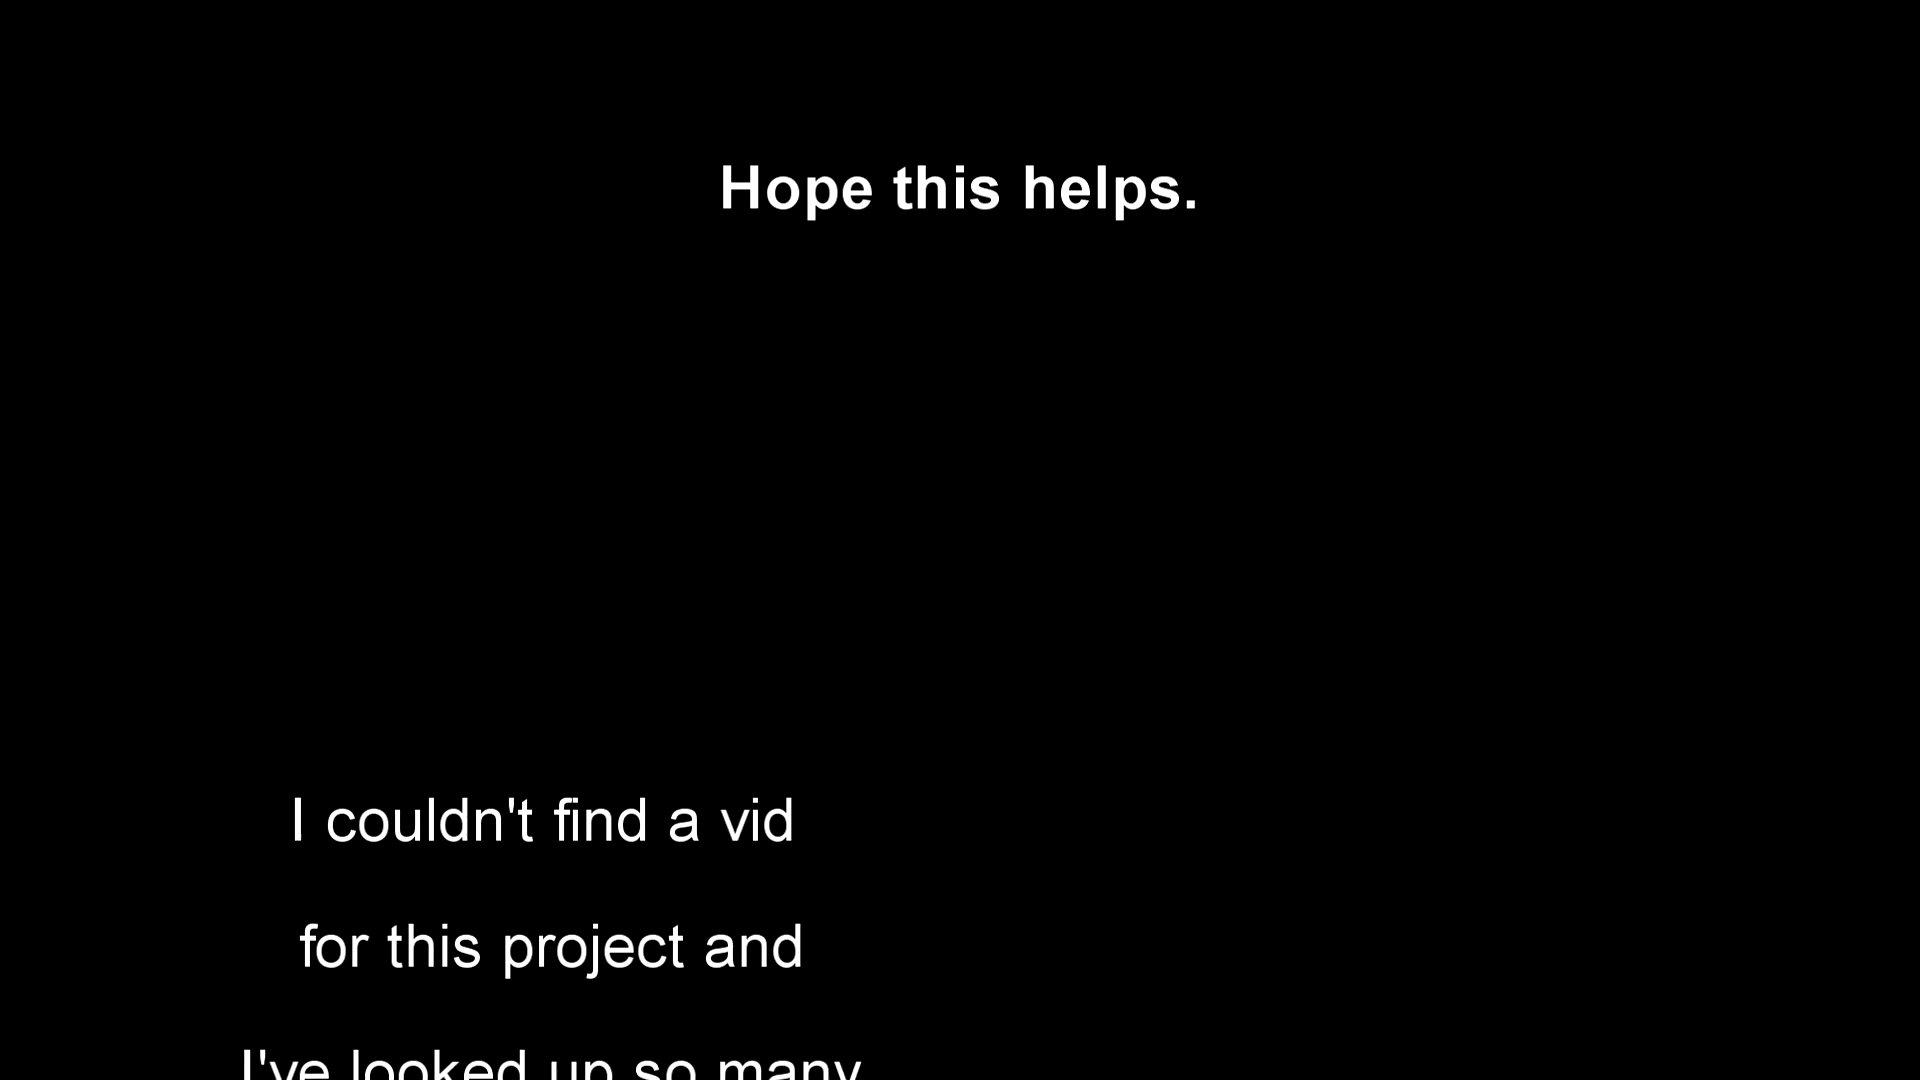 Hope this helps.
I couldn't find a vid
for this project and
I've looked up so many